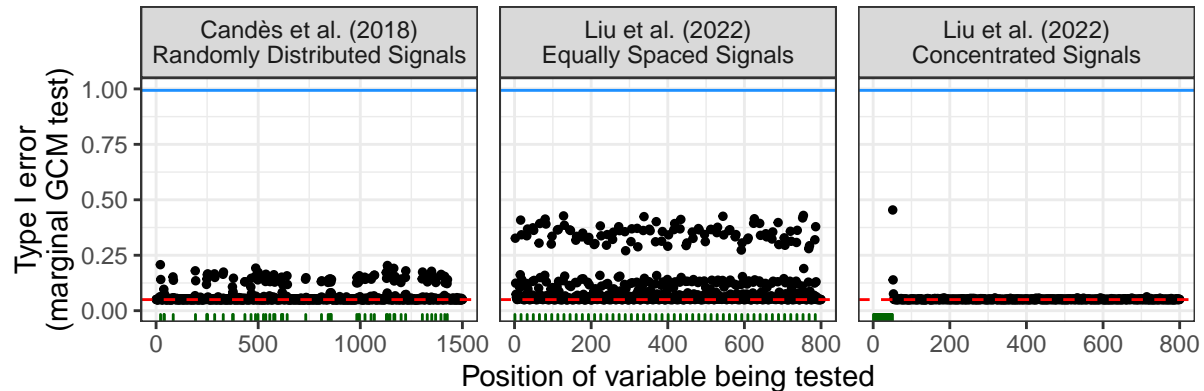 Candès et al. (2018)
Randomly Distributed Signals
Liu et al. (2022)
Equally Spaced Signals
Liu et al. (2022)
Concentrated Signals
Type I error
(marginal GCM test)
1.00
0.75
0.50
0.25
0.00
0 500 1000 1500
0 200 400 600 800
0 200 400 600 800
Position of variable being tested